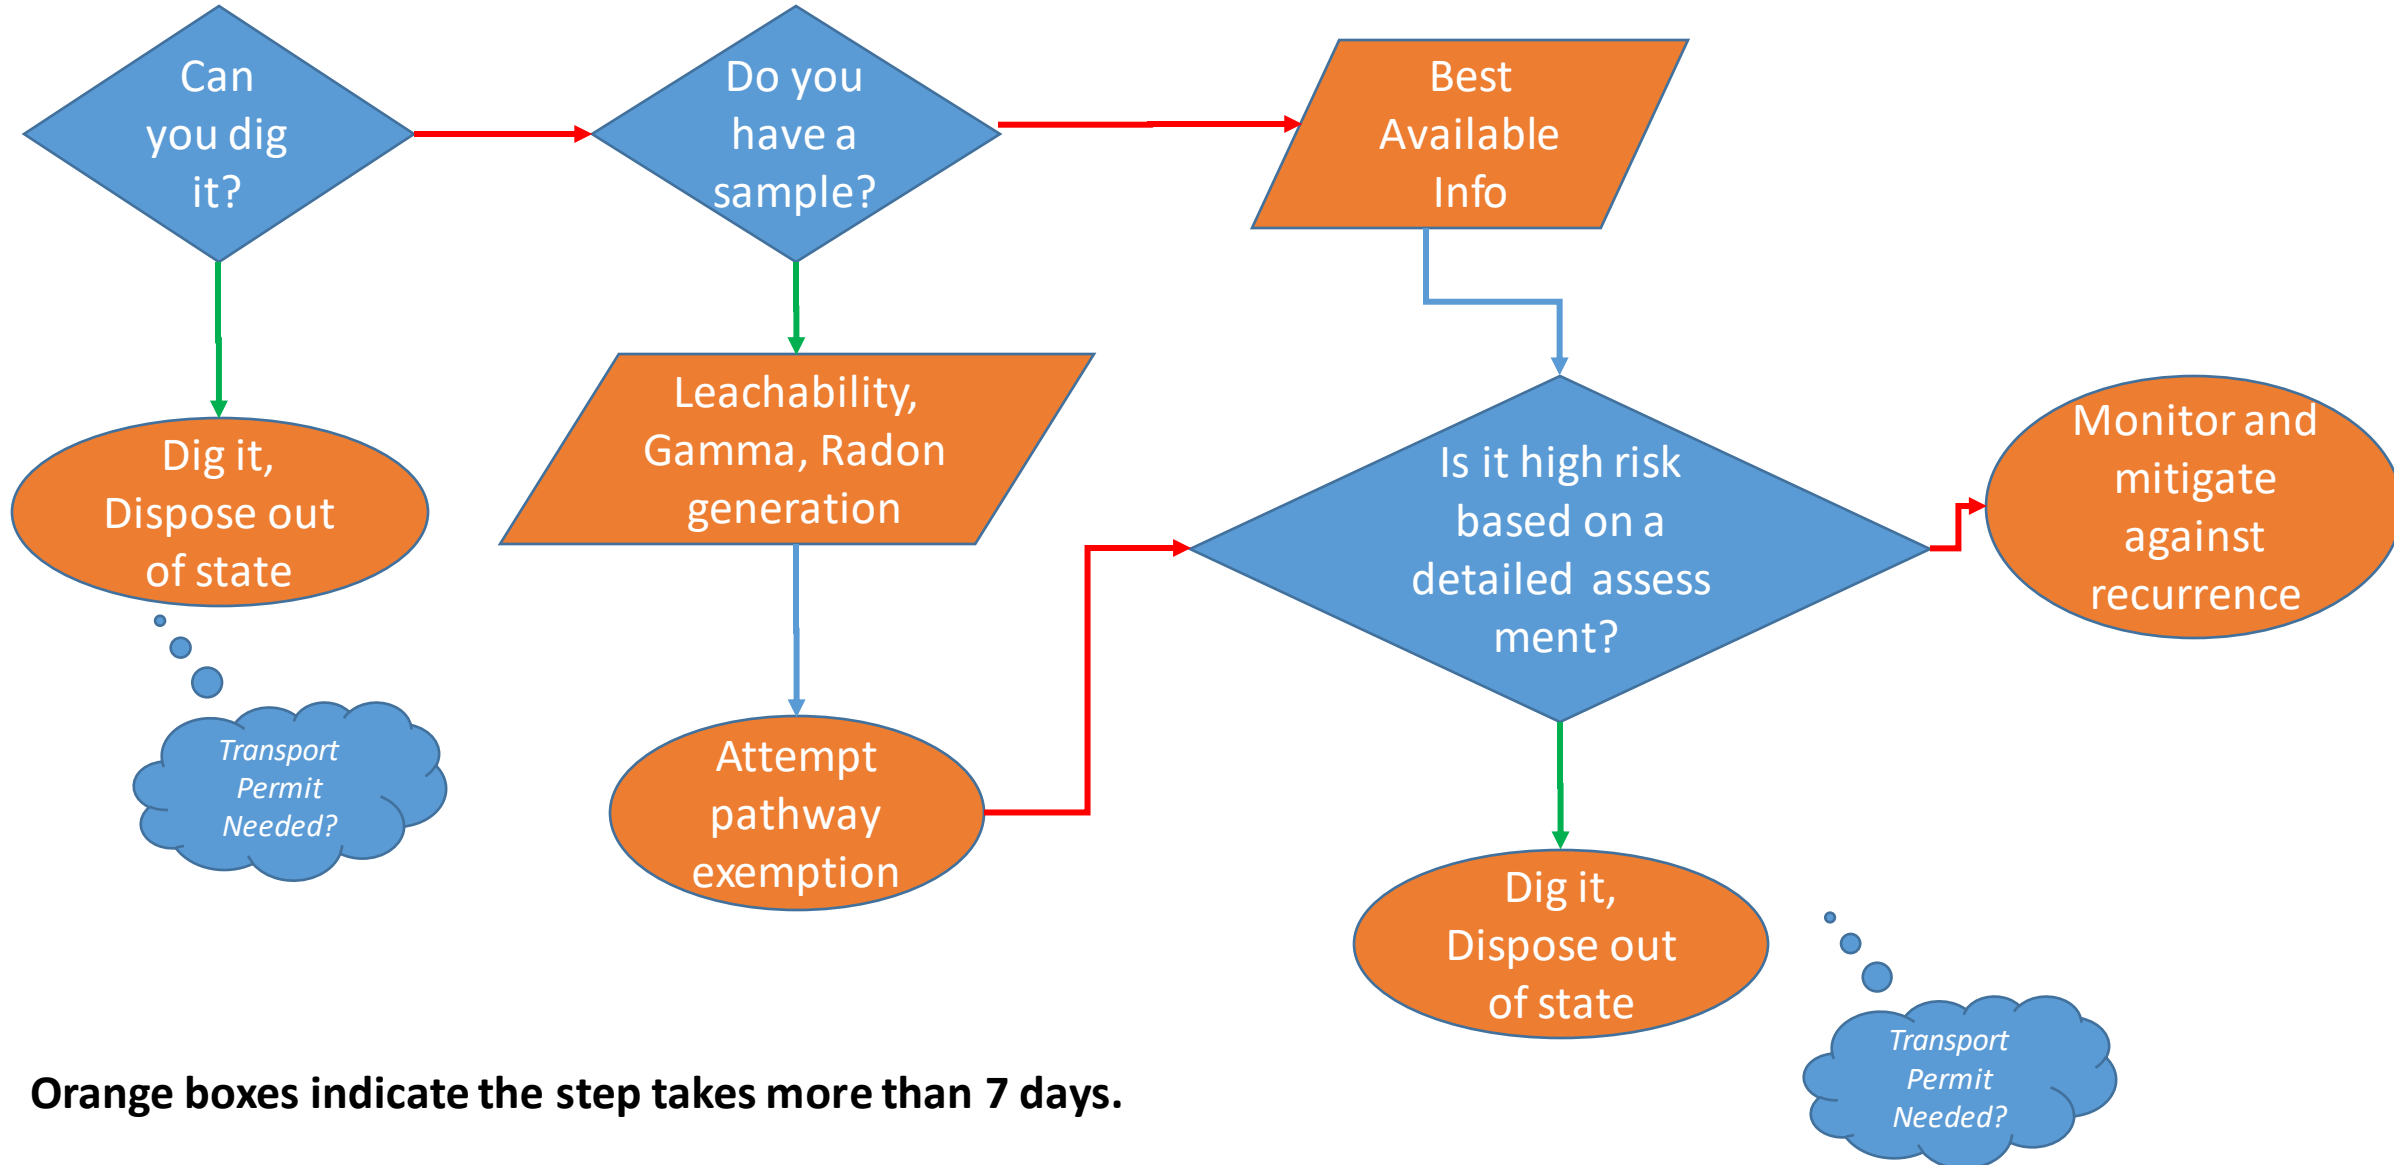 Can
you dig
it?
Do you
have a
sample?
Best
Available
Info
Dig it,
Dispose out
of state
Leachability,
Gamma, Radon
generation
Is it high risk
based on a
detailed assess
ment?
Monitor and
mitigate
against
recurrence
Transport
Permit
Needed?
Attempt
pathway
exemption
Dig it,
Dispose out
of state
Transport
Permit
Needed?
Orange boxes indicate the step takes more than 7 days.